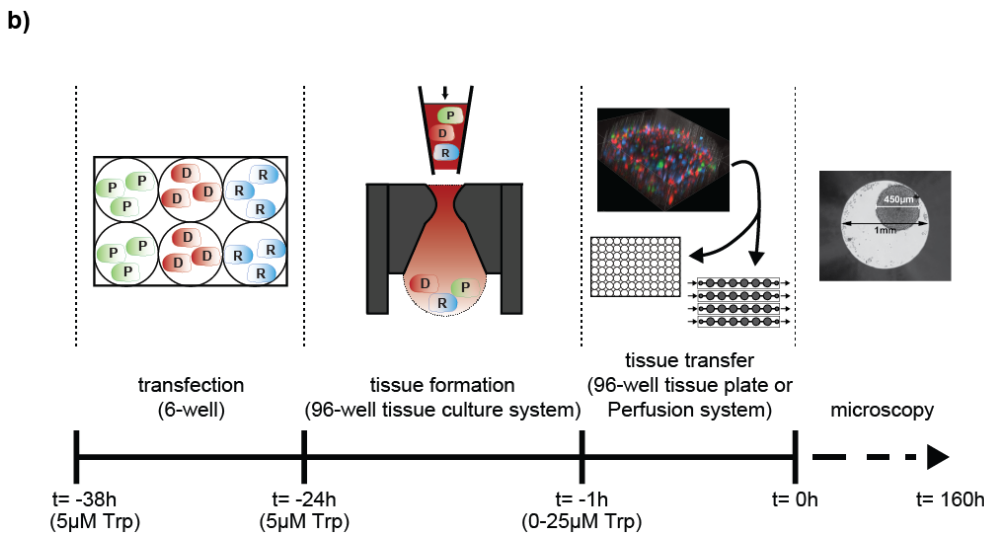 b)
P
P
P
D
D
D
R
R
R
P
P
P
D
D
D
R
R
R
P
D
R
D
P
R
450µm
1mm
transfection
(6-well)
tissue formation
(96-well tissue culture system)
tissue transfer
(96-well tissue plate or
Perfusion system)
microscopy
t= -38h
(5µM Trp)
t= -24h
(5µM Trp)
t= -1h
(0-25µM Trp)
t= 0h
t= 160h